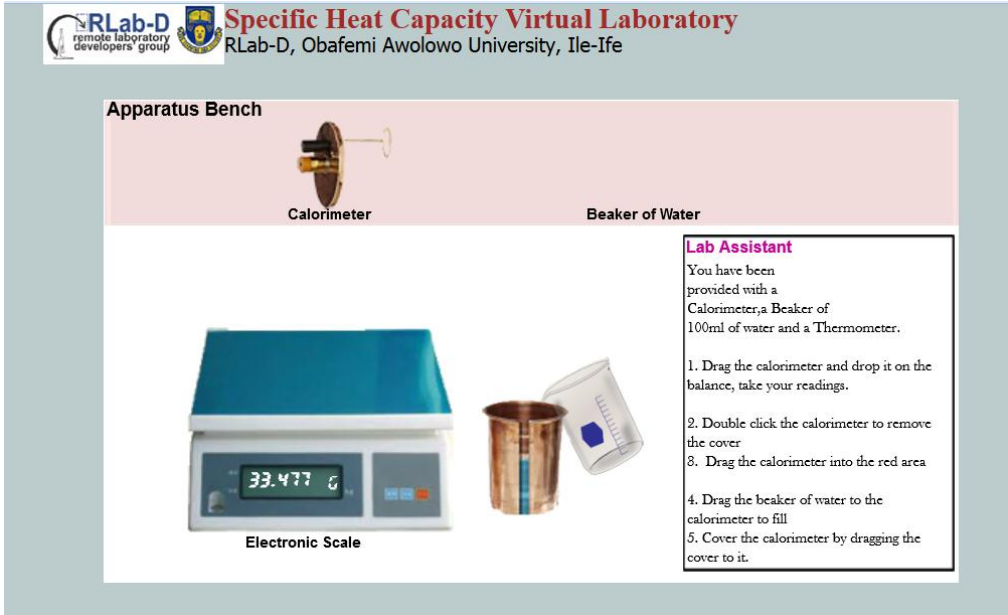 RLab-D
remote laboratory
developers' group
Specific Heat Capacity Virtual Laboratory
RLab-D, Obafemi Awolowo University, Ile-Ife
Apparatus Bench
Calorimeter
Beaker of Water
33.477 G
Electronic Scale
Lab Assistant
You have been
provided with a
Calorimeter,a Beaker of
100ml of water and a Thermometer.
1. Drag the calorimeter and drop it on the
balance, take your readings.
2. Double click the calorimeter to remove
the cover
3. Drag the calorimeter into the red area
4. Drag the beaker of water to the
calorimeter to fill
5. Cover the calorimeter by dragging the
cover to it.